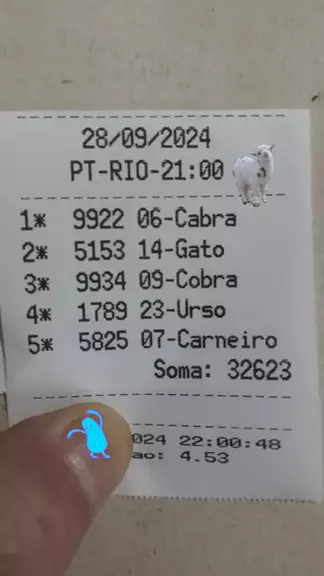 28/09/2024
PT-RIO-21:00
1* 9922 06-Cabra
2* 5153 14-Gato
3* 9934 09-Cobra
4* 1789 23-Urso
5* 5825 07-Carneiro
Soma: 32623
024 22:00:48
ao: 4.53